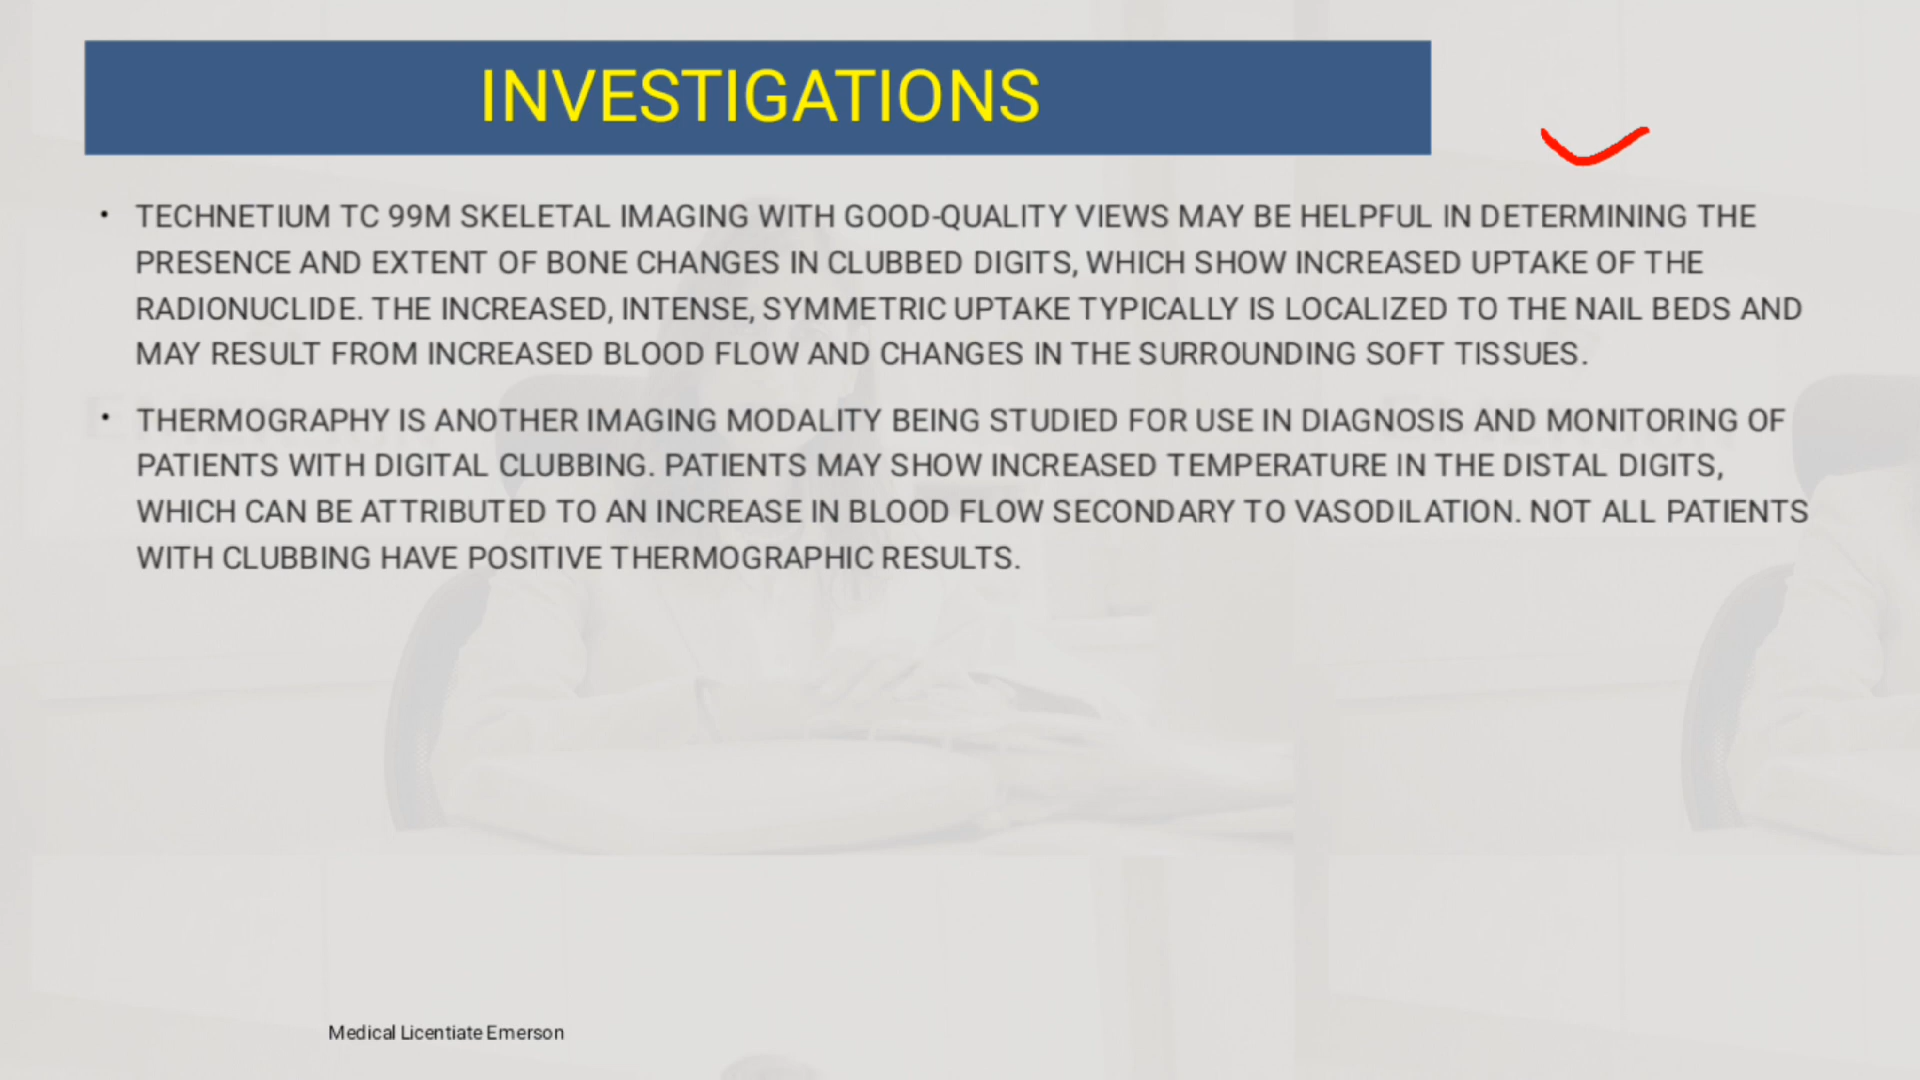 INVESTIGATIONS
• TECHNETIUM TC 99M SKELETAL IMAGING WITH GOOD-QUALITY VIEWS MAY BE HELPFUL IN DETERMINING THE
PRESENCE AND EXTENT OF BONE CHANGES IN CLUBBED DIGITS, WHICH SHOW INCREASED UPTAKE OF THE
RADIONUCLIDE. THE INCREASED, INTENSE, SYMMETRIC UPTAKE TYPICALLY IS LOCALIZED TO THE NAIL BEDS AND
MAY RESULT FROM INCREASED BLOOD FLOW AND CHANGES IN THE SURROUNDING SOFT TISSUES.
• THERMOGRAPHY IS ANOTHER IMAGING MODALITY BEING STUDIED FOR USE IN DIAGNOSIS AND MONITORING OF
PATIENTS WITH DIGITAL CLUBBING. PATIENTS MAY SHOW INCREASED TEMPERATURE IN THE DISTAL DIGITS,
WHICH CAN BE ATTRIBUTED TO AN INCREASE IN BLOOD FLOW SECONDARY TO VASODILATION. NOT ALL PATIENTS
WITH CLUBBING HAVE POSITIVE THERMOGRAPHIC RESULTS.
Medical Licentiate Emerson